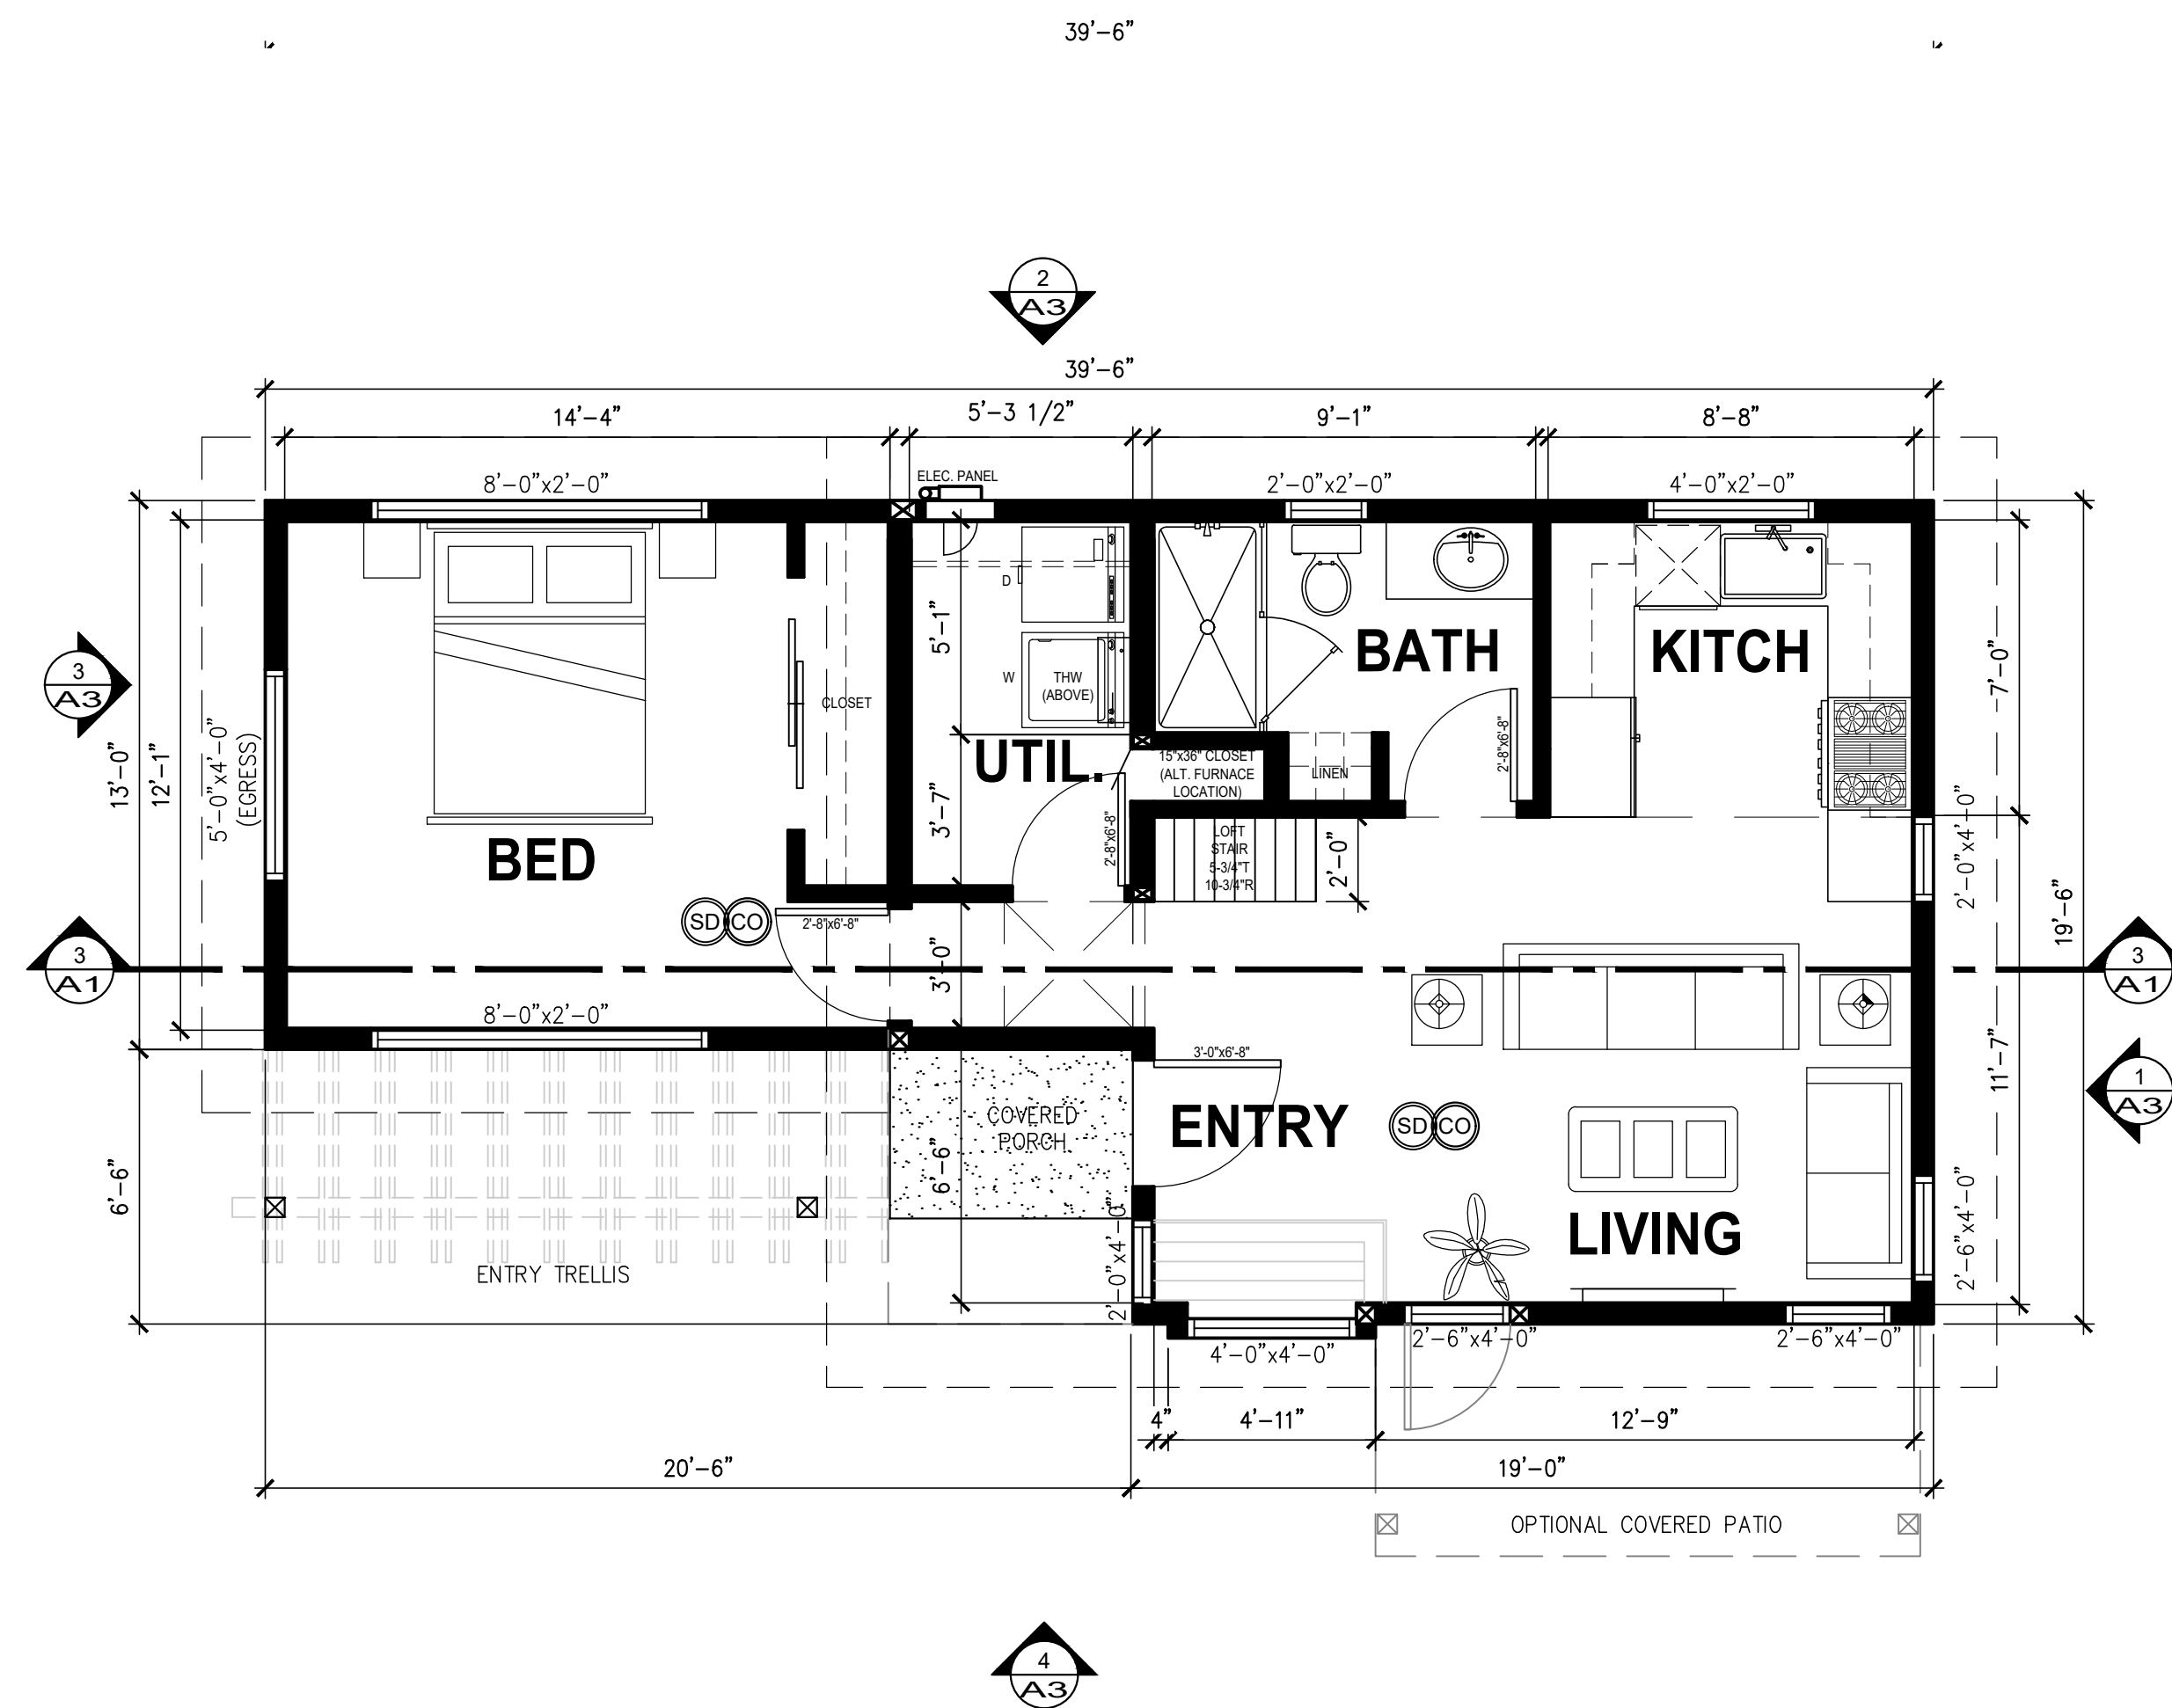 39'-6"
2
A3
39'-6"
14'-4"
5'-3 1/2"
9'-1"
8'-8"
ELEC. PANEL
8'-0"x2'-0"
2'-0"x2'-0"
4'-0"x2'-0"
D
5'-1"
BATH
KITCH
7'-0"
3
A3
W
THW
(ABOVE)
CLOSET
2'-8"x6'-8"
UTIL.
15"x36" CLOSET
(ALT. FURNACE
LOCATION)
LINEN
13'-0"
12'-1"
5'-0"x4'-0"
(EGRESS)
3'-7"
2'-8"x6'-8"
LOFT
STAIR
5-3/4"T
10-3/4"R
2'-0"
2'-0"x4'-0"
BED
19'-6"
SD
CO
2'-8"x6'-8"
3
A1
3'-0"
3
A1
8'-0"x2'-0"
3'-0"x6'-8"
11'-7"
1
A3
COVERED
PORCH
ENTRY
SD
CO
6'-6"
6'-6"
2'-0"x4'-0"
LIVING
2'-6"x4'-0"
ENTRY TRELLIS
4'-0"x4'-0"
2'-6"x4'-0"
2'-6"x4'-0"
4"
4'-11"
12'-9"
20'-6"
19'-0"
OPTIONAL COVERED PATIO
4
A3